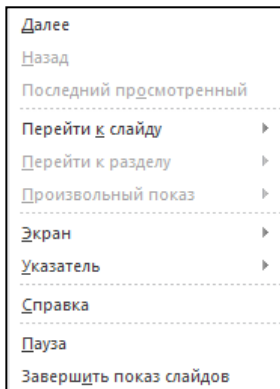 Далее
Назад
Последний просмотренный
Перейти к слайду
Перейти к разделу
Произвольный показ
Экран
Указатель
Справка
Пауза
Завершить показ слайдов